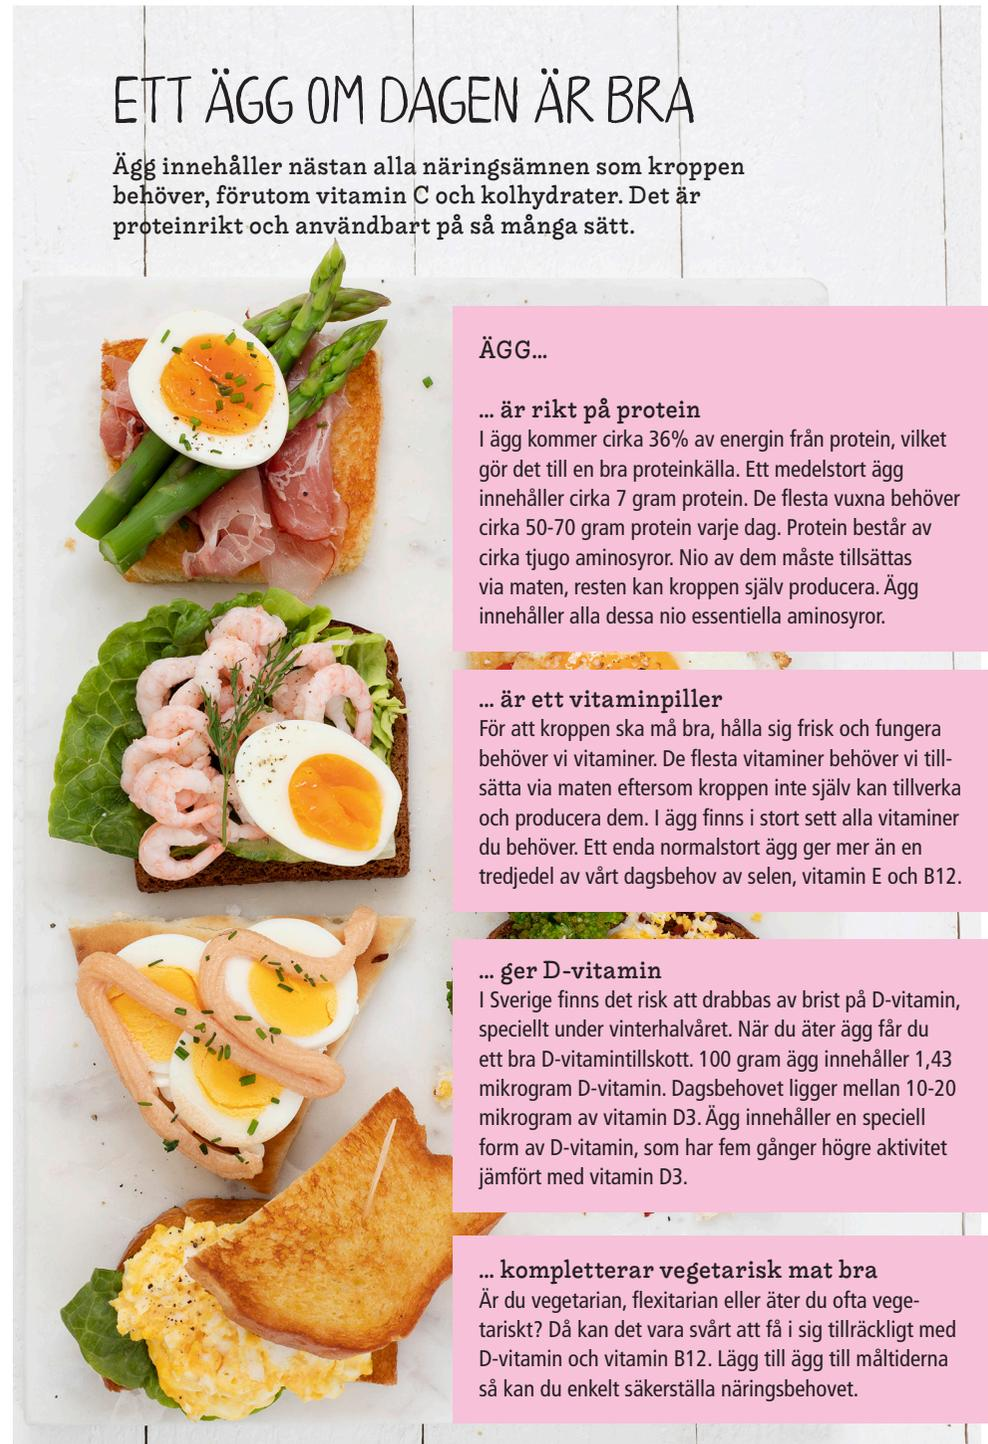 ETT ÄGG OM DAGEN ÄR BRA
Ägg innehåller nästan alla näringsämnen som kroppen
behöver, förutom vitamin C och kolhydrater. Det är
proteinrikt och användbart på så många sätt.
ÄGG...
... är rikt på protein
I ägg kommer cirka 36% av energin från protein, vilket
gör det till en bra proteinkälla. Ett medelstort ägg
innehåller cirka 7 gram protein. De flesta vuxna behöver
cirka 50-70 gram protein varje dag. Protein består av
cirka tjugo aminosyror. Nio av dem måste tillsättas
via maten, resten kan kroppen själv producera. Ägg
innehåller alla dessa nio essentiella aminosyror.
... är ett vitaminpiller
För att kroppen ska må bra, hålla sig frisk och fungera
behöver vi vitaminer. De flesta vitaminer behöver vi till-
sätta via maten eftersom kroppen inte själv kan tillverka
och producera dem. I ägg finns i stort sett alla vitaminer
du behöver. Ett enda normalstort ägg ger mer än en
tredjedel av vårt dagsbehov av selen, vitamin E och B12.
... ger D-vitamin
I Sverige finns det risk att drabbas av brist på D-vitamin,
speciellt under vinterhalvåret. När du äter ägg får du
ett bra D-vitamintillskott. 100 gram ägg innehåller 1,43
mikrogram D-vitamin. Dagsbehovet ligger mellan 10-20
mikrogram av vitamin D3. Ägg innehåller en speciell
form av D-vitamin, som har fem gånger högre aktivitet
jämfört med vitamin D3.
... kompletterar vegetarisk mat bra
Är du vegetarian, flexitarian eller äter du ofta vege-
tariskt? Då kan det vara svårt att få i sig tillräckligt med
D-vitamin och vitamin B12. Lägg till ägg till måltiderna
så kan du enkelt säkerställa näringsbehovet.